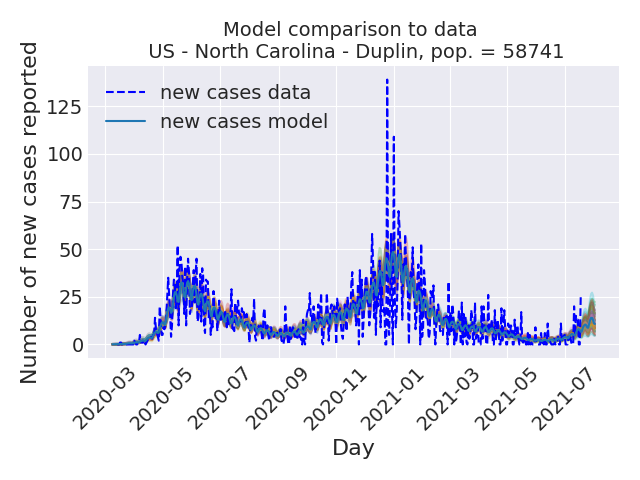 Model comparison to data
US - North Carolina - Duplin, pop. = 58741
Number of new cases reported
new cases data
new cases model
125
100
75
50
25
0
2020-03
2020-05
2020-07
2020-09
2020-11
2021-01
2021-03
2021-05
2021-07
Day